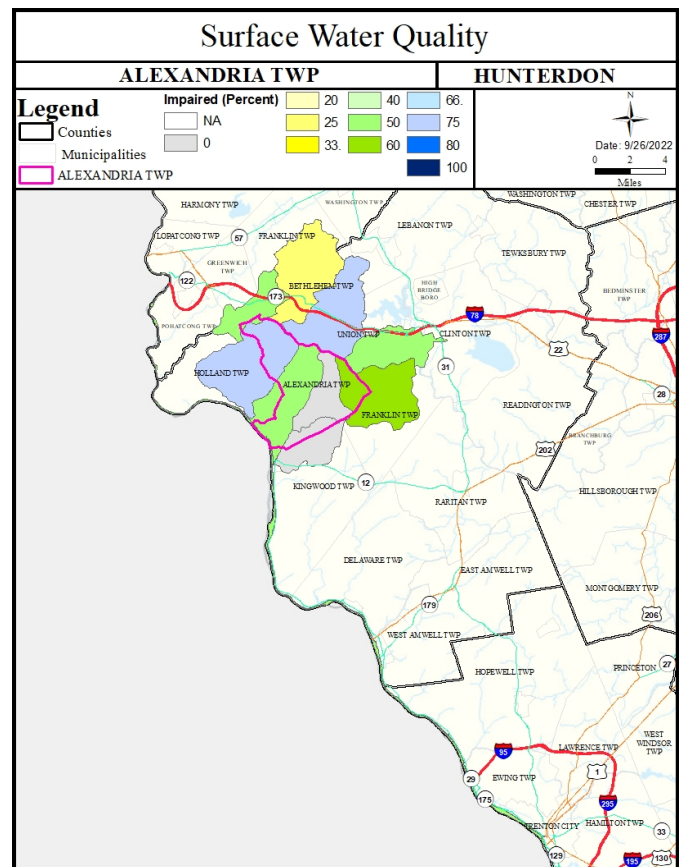 Surface Water Quality
ALEXANDRIA TWP
HUNTERDON
Legend
Counties
Municipalities
ALEXANDRIA TWP
Impaired (Percent)
NA
0
20
25
33.
40
50
60
66.
75
80
100
N
Date: 9/26/2022
0 2 4
Miles
HARMONY TWP
WASHINGTON TWP
WASHINGTON TWP
CHESTER TWP
LOPATCONG TWP
57
FRANKLIN TWP
LEBANON TWP
TEWKSBURY TWP
GREENWICH
TWP
122
173
BETHLEHEM TWP
HIGH
BRIDGE
BORO
BEDMINSTER
TWP
78
POHATCONG TWP
UNION TWP
CLINTON TWP
287
22
31
HOLLAND TWP
ALEXANDRIA TWP
28
FRANKLIN TWP
READINGTON TWP
BRANCHBURG
TWP
202
KINGWOOD TWP
12
RARITAN TWP
HILLSBOROUGH TWP
DELAWARE TWP
EAST AMWELL TWP
MONTGOMERY TWP
179
206
WEST AMWELL TWP
HOPEWELL TWP
PRINCETON
27
WEST
WINDSOR
TWP
95
LAWRENCE TWP
29
EWING TWP
1
175
295
TRENTON CITY
HAMILTON TWP
33
129
195
130